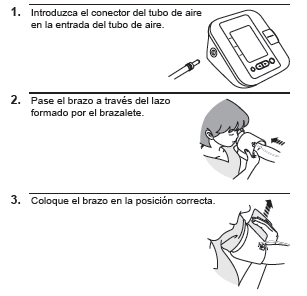 1. Introduzca el conector del tubo de aire
en la entrada del tubo de aire.
2. Pase el brazo a través del lazo
formado por el brazalete.
3. Coloque el brazo en la posición correcta.